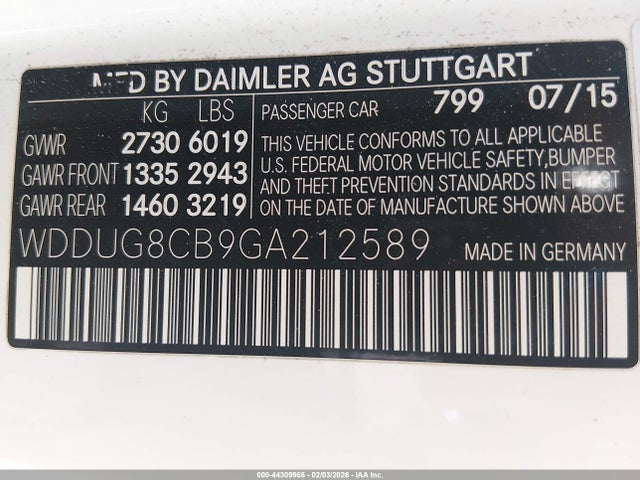 MFD BY DAIMLER AG STUTTGART
KG LBS PASSENGER CAR 799 07/15
GVWR 2730 6019
GAWR FRONT 1335 2943
GAWR REAR 1460 3219
THIS VEHICLE CONFORMS TO ALL APPLICABLE
U.S. FEDERAL MOTOR VEHICLE SAFETY,BUMPER
AND THEFT PREVENTION STANDARDS IN EFFECT
ON THE DATE OF MANUFACTURE SHOWN ABOVE
WDDUG8CB9GA212589 MADE IN GERMANY
000-44309966 - 02/03/2026 - IAA, Inc.